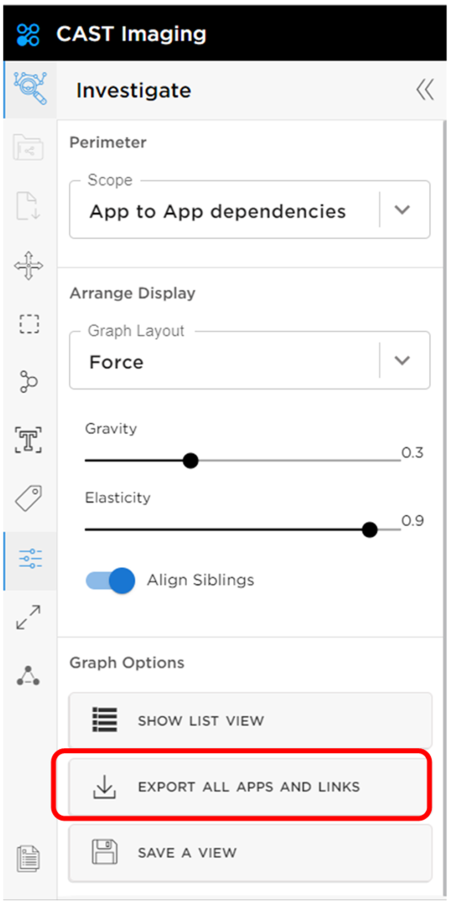 CAST Imaging
Investigate
Perimeter
Scope
App to App dependencies
Arrange Display
Graph Layout
Force
Gravity
0.3
Elasticity
0.9
Align Siblings
Graph Options
SHOW LIST VIEW
EXPORT ALL APPS AND LINKS
SAVE A VIEW